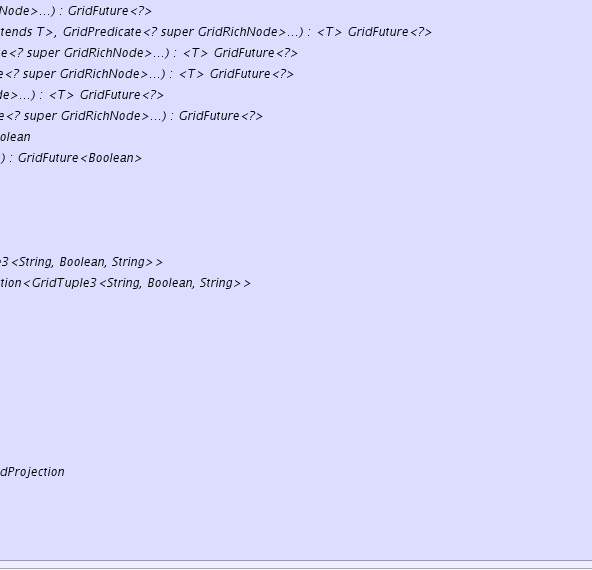 Node>...) : GridFuture<?>
tends T>, GridPredicate<? super GridRichNode>...) : <T> GridFuture<?>
e<? super GridRichNode>...) : <T> GridFuture<?>
e<? super GridRichNode>...) : <T> GridFuture<?>
de>...) : <T> GridFuture<?>
e<? super GridRichNode>...) : GridFuture<?>
olean
) : GridFuture<Boolean>
3<String, Boolean, String>>
tion<GridTuple3<String, Boolean, String>>
dProjection